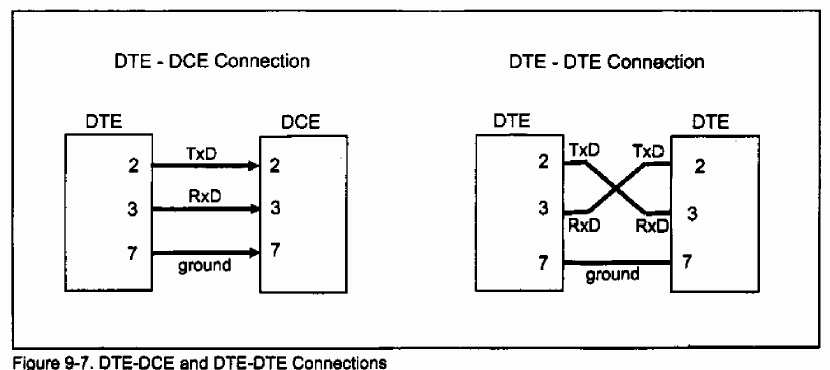 DTE - DCE Connection
DTE
DCE
2
TxD
2
3
RxD
3
7
ground
7
DTE - DTE Connection
DTE
DTE
2
TxD
TxD
2
3
RxD
RxD
3
7
ground
7
Figure 9-7. DTE-DCE and DTE-DTE Connections